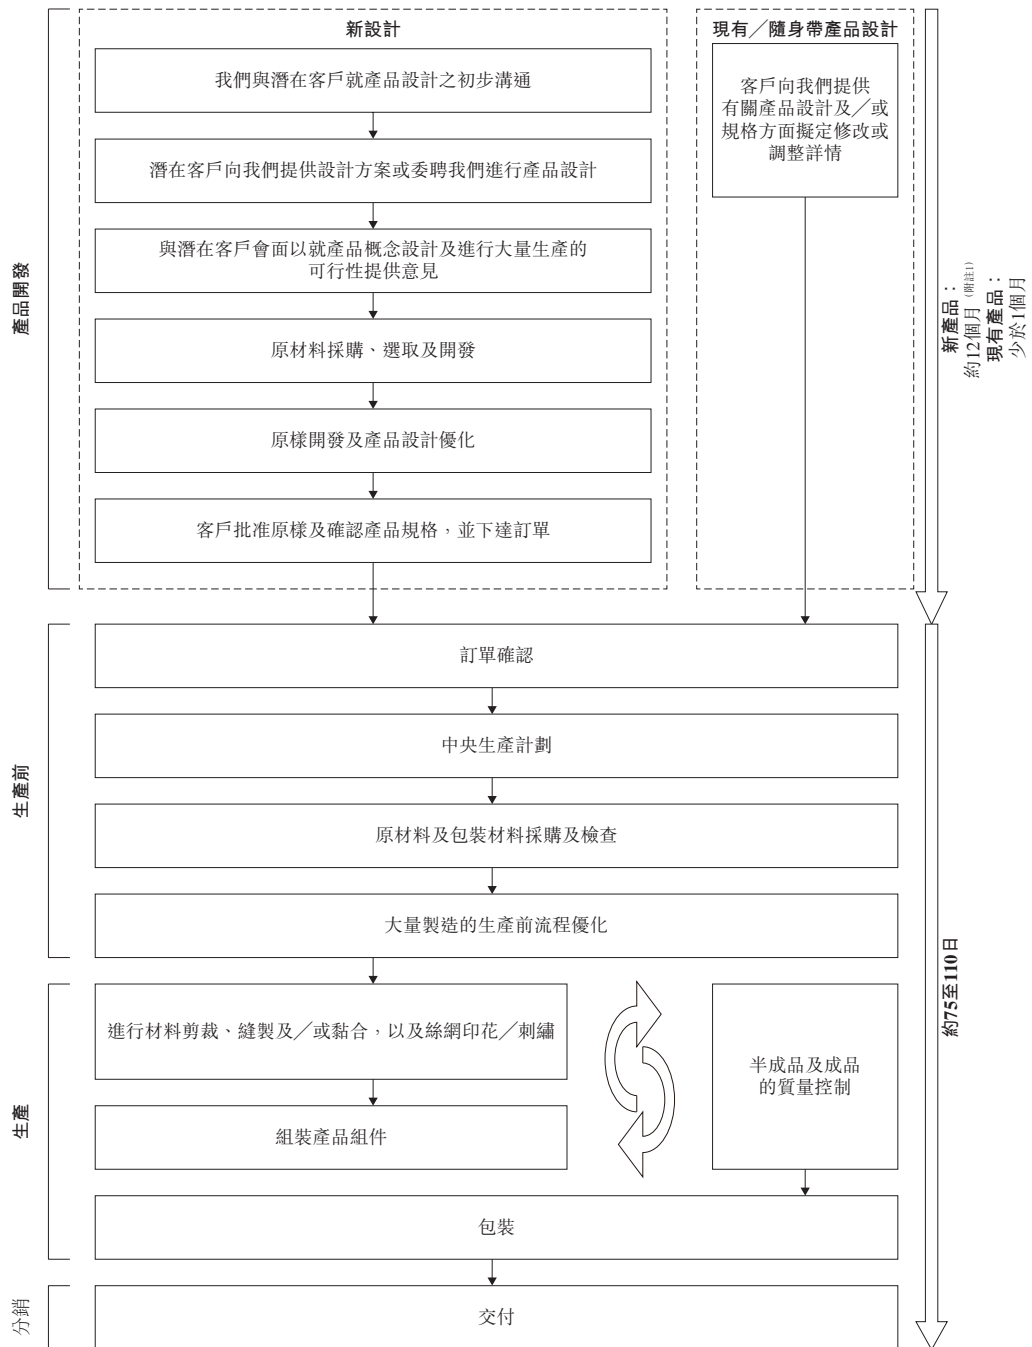 新設計
現有／隨身帶產品設計
我們與潛在客戶就產品設計之初步溝通
客戶向我們提供
有關產品設計及／或
規格方面擬定修改或
調整詳情
潛在客戶向我們提供設計方案或委聘我們進行產品設計
與潛在客戶會面以就產品概念設計及進行大量生產的
可行性提供意見
產品開發
原材料採購、選取及開發
新產品：
約12個月（附註1）
現有產品：
少於1個月
原樣開發及產品設計優化
客戶批准原樣及確認產品規格，並下達訂單
訂單確認
中央生產計劃
生產前
原材料及包裝材料採購及檢查
大量製造的生產前流程優化
約75至110日
進行材料剪裁、縫製及／或黏合，以及絲網印花／刺繡
半成品及成品
的質量控制
生產
組裝產品組件
包裝
分銷
交付